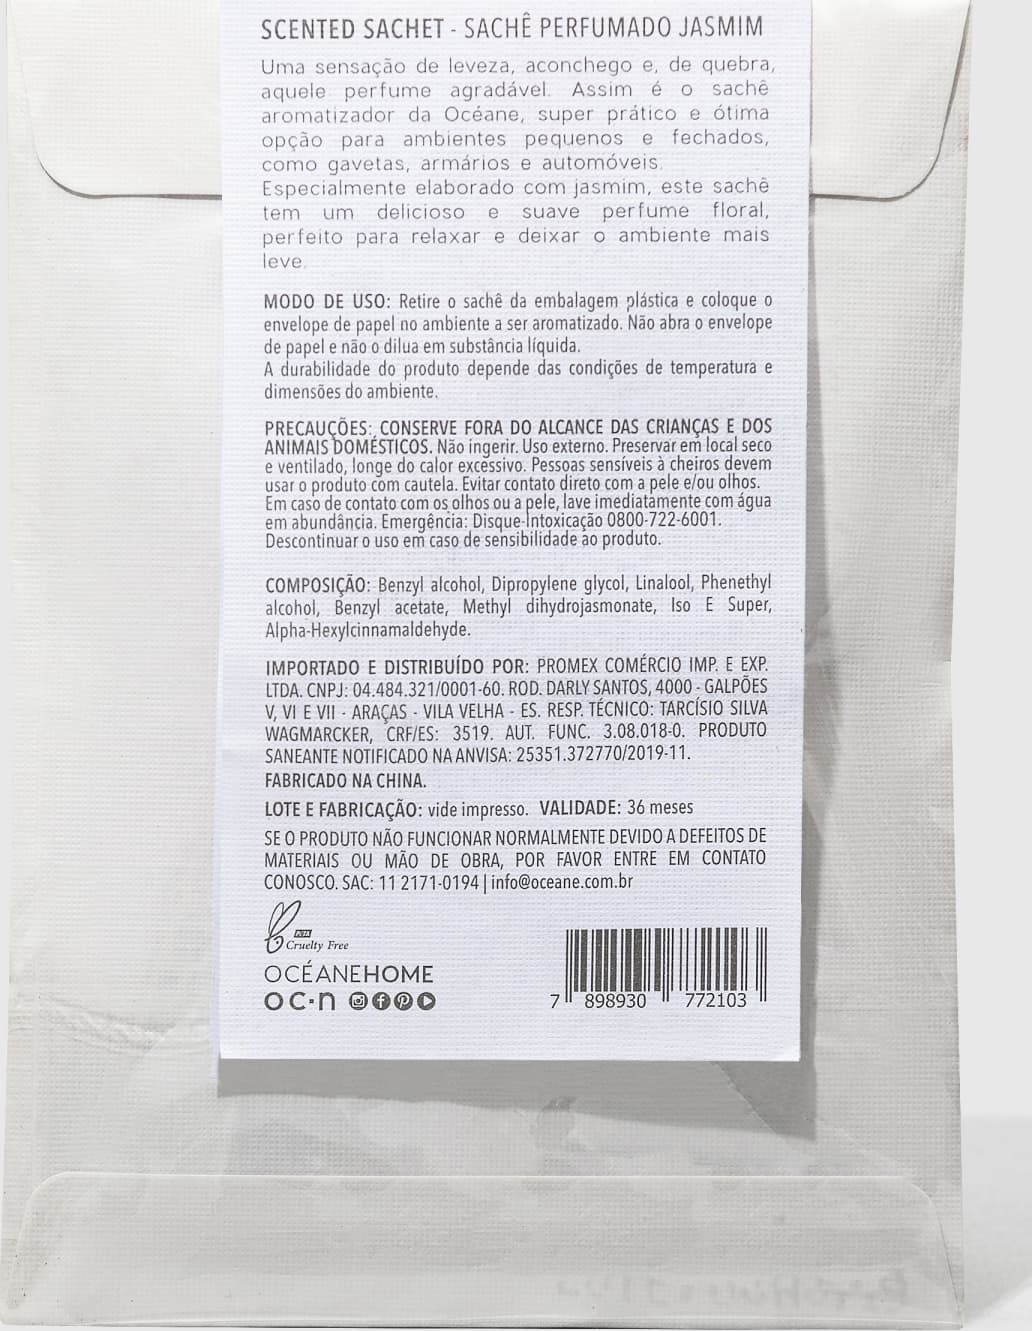 SCENTED SACHET - SACHÊ PERFUMADO JASMIM
Uma sensação de leveza, aconchego e, de quebra,
aquele perfume agradável. Assim é o sachê
aromatizador da Océane, super prático e ótima
opção para ambientes pequenos e fechados,
como gavetas, armários e automóveis.
Especialmente elaborado com jasmim, este sachê
tem um delicioso e suave perfume floral,
perfeito para relaxar e deixar o ambiente mais
leve.
MODO DE USO: Retire o sachê da embalagem plástica e coloque o
envelope de papel no ambiente a ser aromatizado. Não abra o envelope
de papel e não o dilua em substância líquida.
A durabilidade do produto depende das condições de temperatura e
dimensões do ambiente.
PRECAUÇÕES: CONSERVE FORA DO ALCANCE DAS CRIANÇAS E DOS
ANIMAIS DOMÉSTICOS. Não ingerir. Uso externo. Preservar em local seco
e ventilado, longe do calor excessivo. Pessoas sensíveis à cheiros devem
usar o produto com cautela. Evitar contato direto com a pele e/ou olhos.
Em caso de contato com os olhos ou a pele, lave imediatamente com água
em abundância. Emergência: Disque-Intoxicação 0800-722-6001.
Descontinuar o uso em caso de sensibilidade ao produto.
COMPOSIÇÃO: Benzyl alcohol, Dipropylene glycol, Linalool, Phenethyl
alcohol, Benzyl acetate, Methyl dihydrojasmonate, Iso E Super,
Alpha-Hexylcinnamaldehyde.
IMPORTADO E DISTRIBUÍDO POR: PROMEX COMÉRCIO IMP. E EXP.
LTDA. CNPJ: 04.484.321/0001-60. ROD. DARLY SANTOS, 4000 - GALPÕES
V, VI E VII - ARAÇAS - VILA VELHA - ES. RESP. TÉCNICO: TARCÍSIO SILVA
WAGMARCKER, CRF/ES: 3519. AUT. FUNC. 3.08.018-0. PRODUTO
SANEANTE NOTIFICADO NA ANVISA: 25351.372770/2019-11.
FABRICADO NA CHINA.
LOTE E FABRICAÇÃO: vide impresso. VALIDADE: 36 meses
SE O PRODUTO NÃO FUNCIONAR NORMALMENTE DEVIDO A DEFEITOS DE
MATERIAIS OU MÃO DE OBRA, POR FAVOR ENTRE EM CONTATO
CONOSCO. SAC: 11 2171-0194 | info@oceane.com.br
PETA
Cruelty Free
OCÉANEHOME
oc·n
7 898930 772103